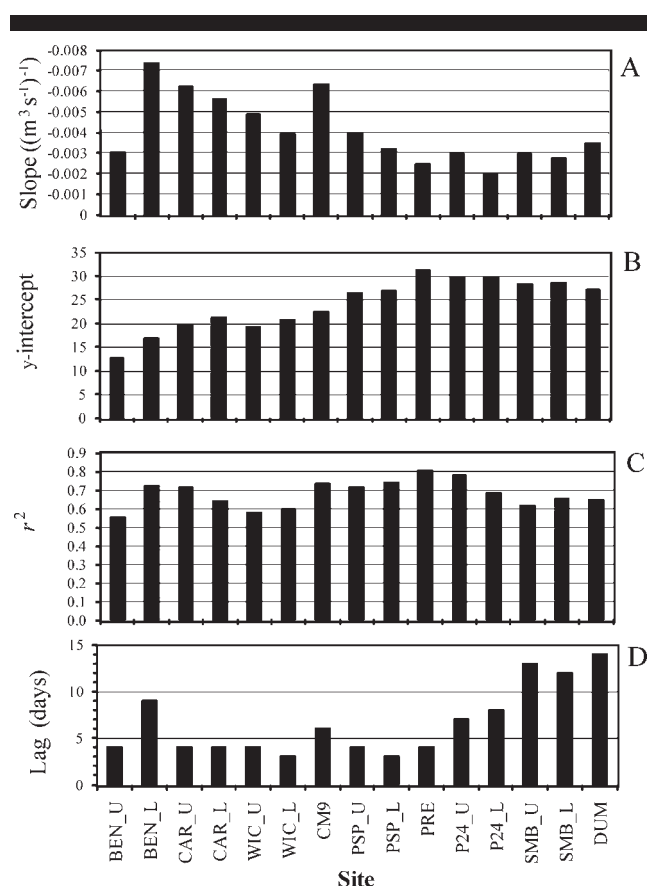 A
Slope ((m³ s⁻¹)⁻¹)
-0.008
-0.007
-0.006
-0.005
-0.004
-0.003
-0.002
-0.001
0
B
y-intercept
35
30
25
20
15
10
5
0
C
r²
0.9
0.8
0.7
0.6
0.5
0.4
0.3
0.2
0.1
0.0
D
Lag (days)
15
10
5
0
BEN_U
BEN_L
CAR_U
CAR_L
WIC_U
WIC_L
CM9
PSP_U
PSP_L
PRE
P24_U
P24_L
SMB_U
SMB_L
DUM
Site